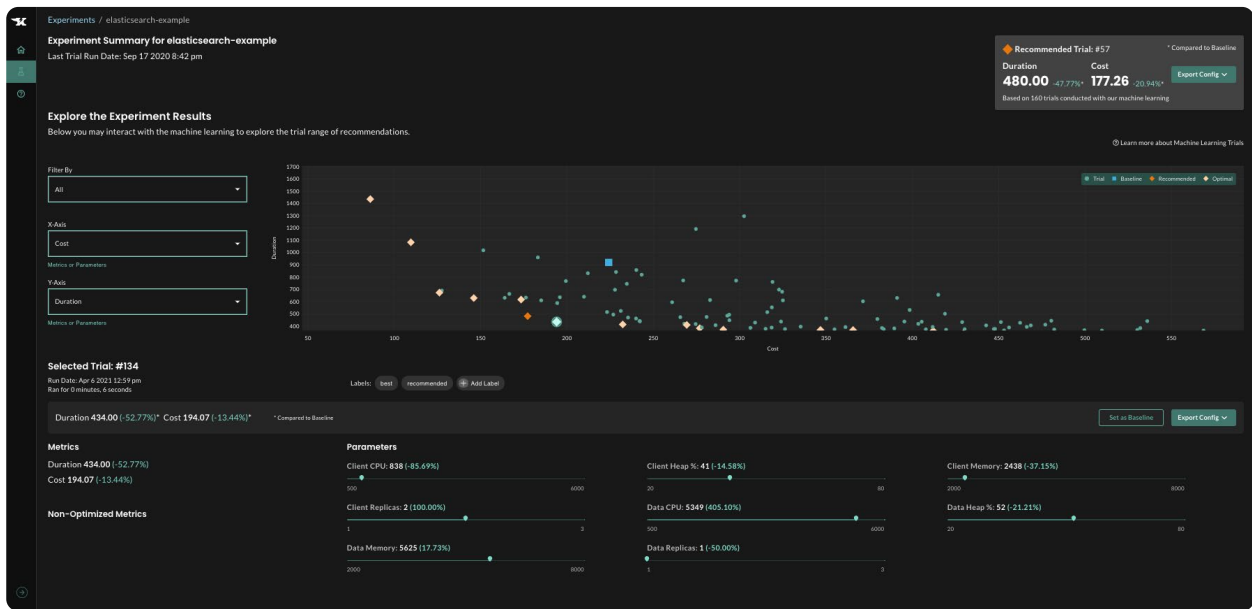 Experiments / elasticsearch-example
Experiment Summary for elasticsearch-example
Last Trial Run Date: Sep 17 2020 8:42 pm
Recommended Trial: #57
* Compared to Baseline
Duration
Cost
480.00 -47.77%* 177.26 -20.94%*
Export Config
Based on 160 trials conducted with our machine learning
Explore the Experiment Results
Below you may interact with the machine learning to explore the trial range of recommendations.
Learn more about Machine Learning Trials
Filter By
All
X-Axis
Cost
Metrics or Parameters
Y-Axis
Duration
Metrics or Parameters
Trial Baseline Recommended Optimal
Duration
1700
1600
1500
1400
1300
1200
1100
1000
900
800
700
600
500
400
50 100 150 200 250 300 350 400 450 500 550
Cost
Selected Trial: #134
Run Date: Apr 6 2021 12:59 pm
Ran for 0 minutes, 6 seconds
Labels: best recommended Add Label
Duration 434.00 (-52.77%)* Cost 194.07 (-13.44%)*
* Compared to Baseline
Set as Baseline
Export Config
Metrics
Duration 434.00 (-52.77%)
Cost 194.07 (-13.44%)
Non-Optimized Metrics
Parameters
Client CPU: 838 (-85.69%)
500 6000
Client Heap %: 41 (-14.58%)
20 80
Client Memory: 2438 (-37.15%)
2000 8000
Client Replicas: 2 (100.00%)
1 3
Data CPU: 5349 (405.10%)
500 6000
Data Heap %: 52 (-21.21%)
20 80
Data Memory: 5625 (17.73%)
2000 8000
Data Replicas: 1 (-50.00%)
1 3